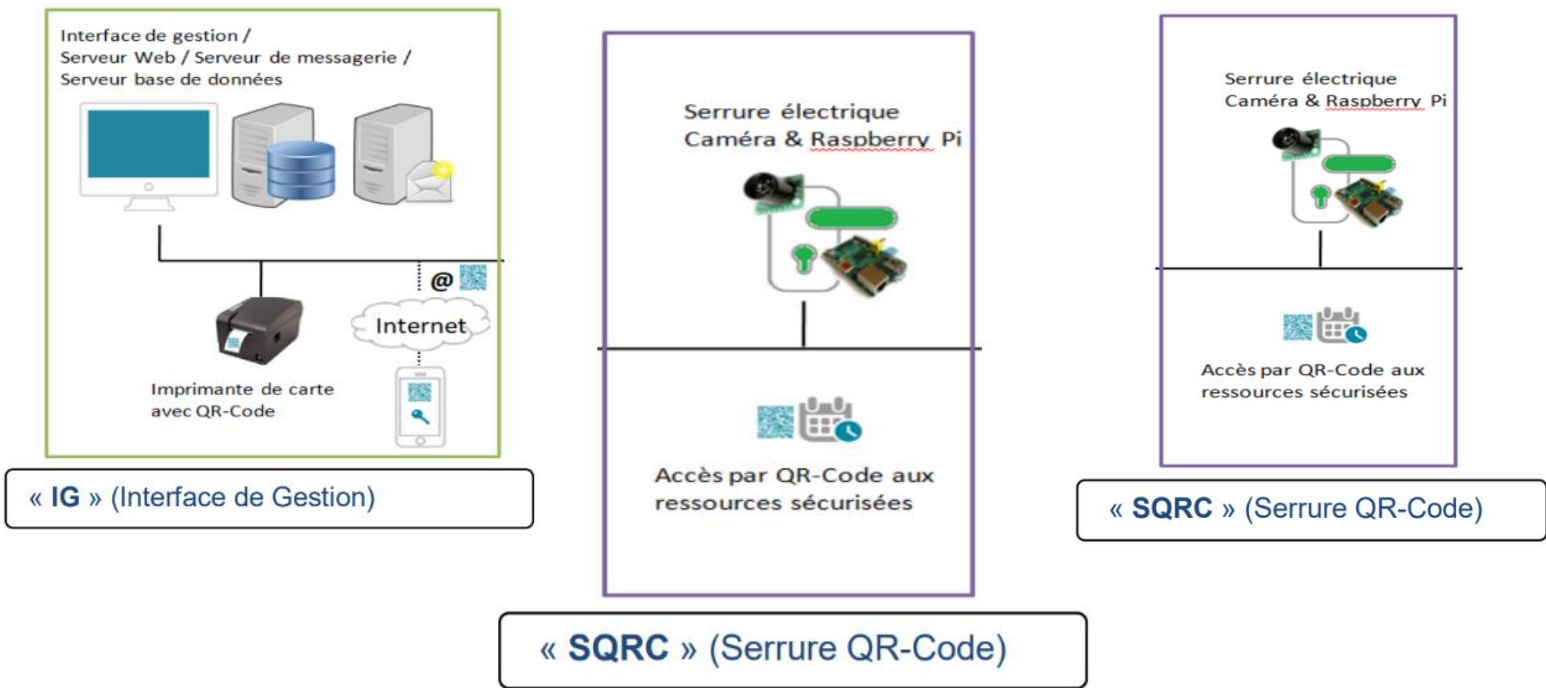 Interface de gestion /
Serveur Web / Serveur de messagerie /
Serveur base de données
@
Internet
Imprimante de carte
avec QR-Code
« IG » (Interface de Gestion)
Serrure électrique
Caméra & Raspberry Pi
Accès par QR-Code aux
ressources sécurisées
« SQRC » (Serrure QR-Code)
Serrure électrique
Caméra & Raspberry Pi
Accès par QR-Code aux
ressources sécurisées
« SQRC » (Serrure QR-Code)